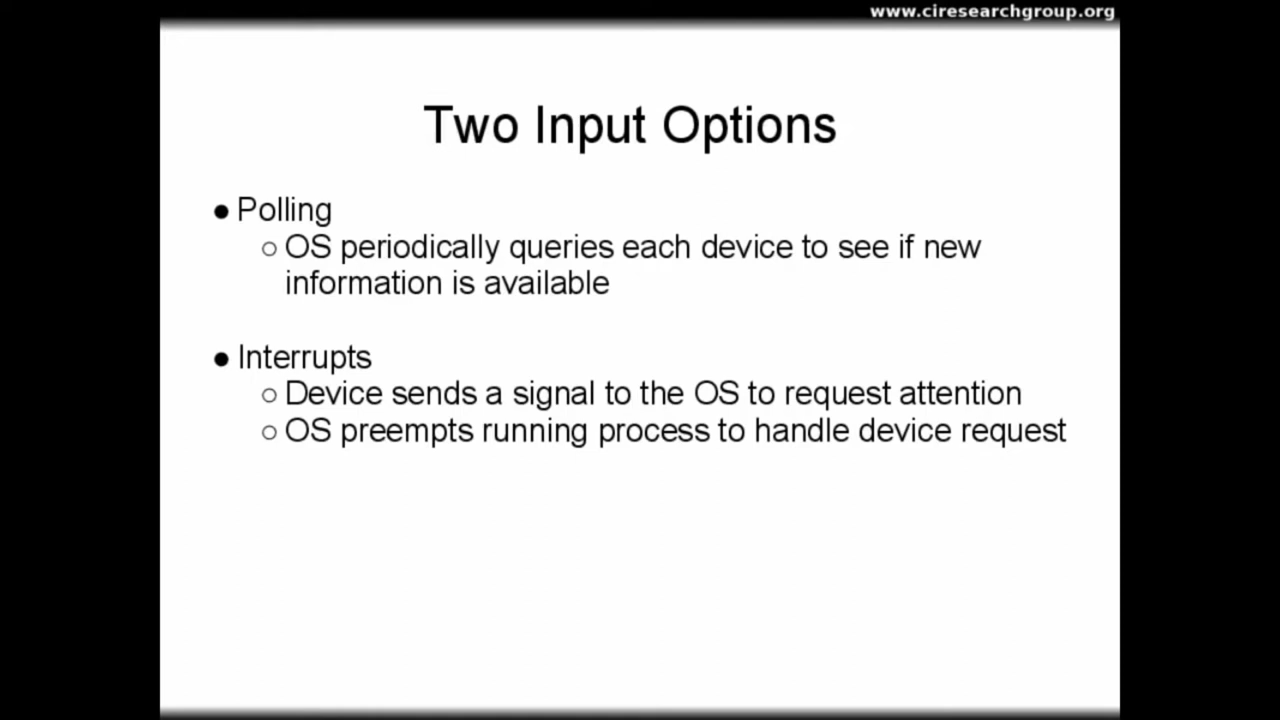 www.ciresearchgroup.org
Two Input Options
● Polling
○ OS periodically queries each device to see if new
information is available
● Interrupts
○ Device sends a signal to the OS to request attention
○ OS preempts running process to handle device request